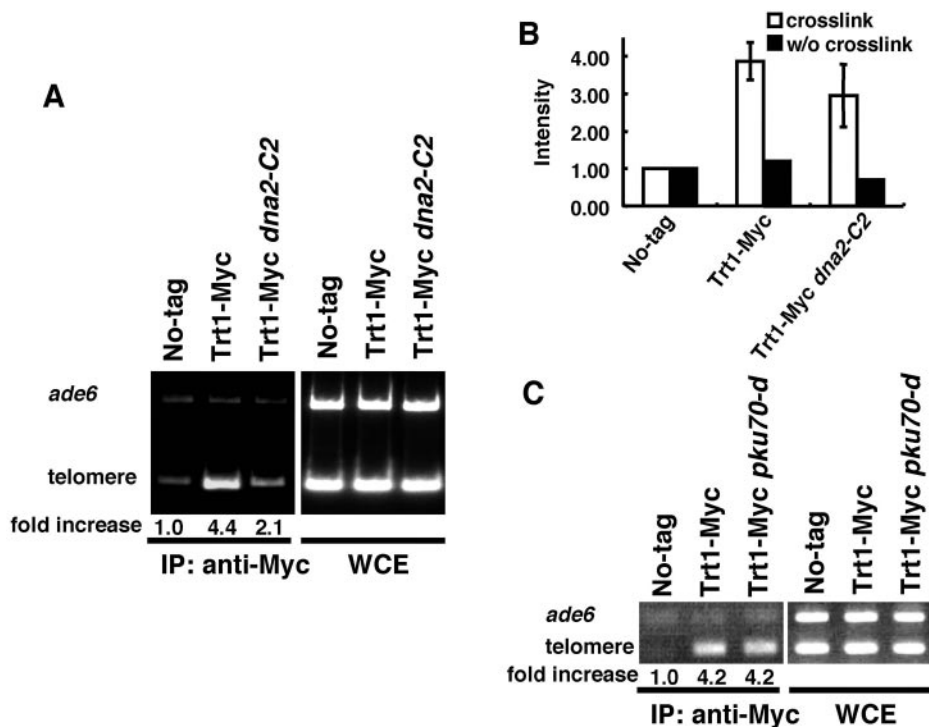 A
No-tag
Trt1-Myc
Trt1-Myc dna2-C2
No-tag
Trt1-Myc
Trt1-Myc dna2-C2
ade6
telomere
fold increase 1.0 4.4 2.1
IP: anti-Myc WCE
B
crosslink
w/o crosslink
Intensity
4.00
3.00
2.00
1.00
0.00
No-tag
Trt1-Myc
Trt1-Myc dna2-C2
C
No-tag
Trt1-Myc
Trt1-Myc pku70-d
No-tag
Trt1-Myc
Trt1-Myc pku70-d
ade6
telomere
fold increase 1.0 4.2 4.2
IP: anti-Myc WCE